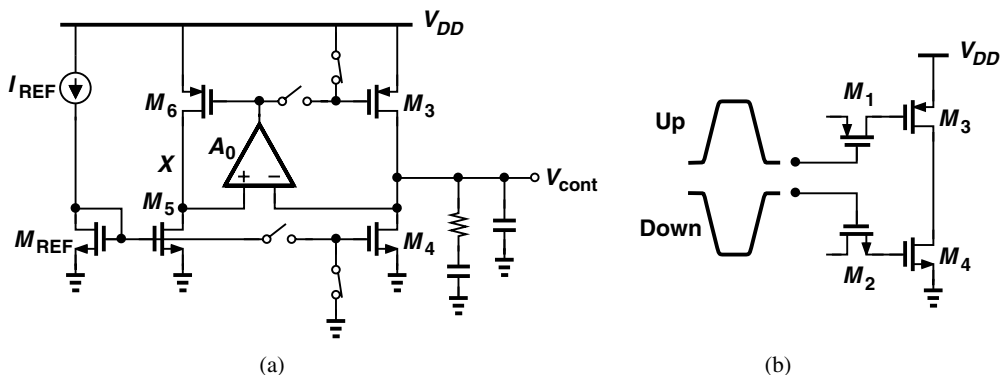 V_DD
I_REF
M_6
M_3
A_0
X
+ −
V_cont
M_5
M_REF
M_4
(a)
V_DD
M_1
Up
M_3
Down
M_2
M_4
(b)